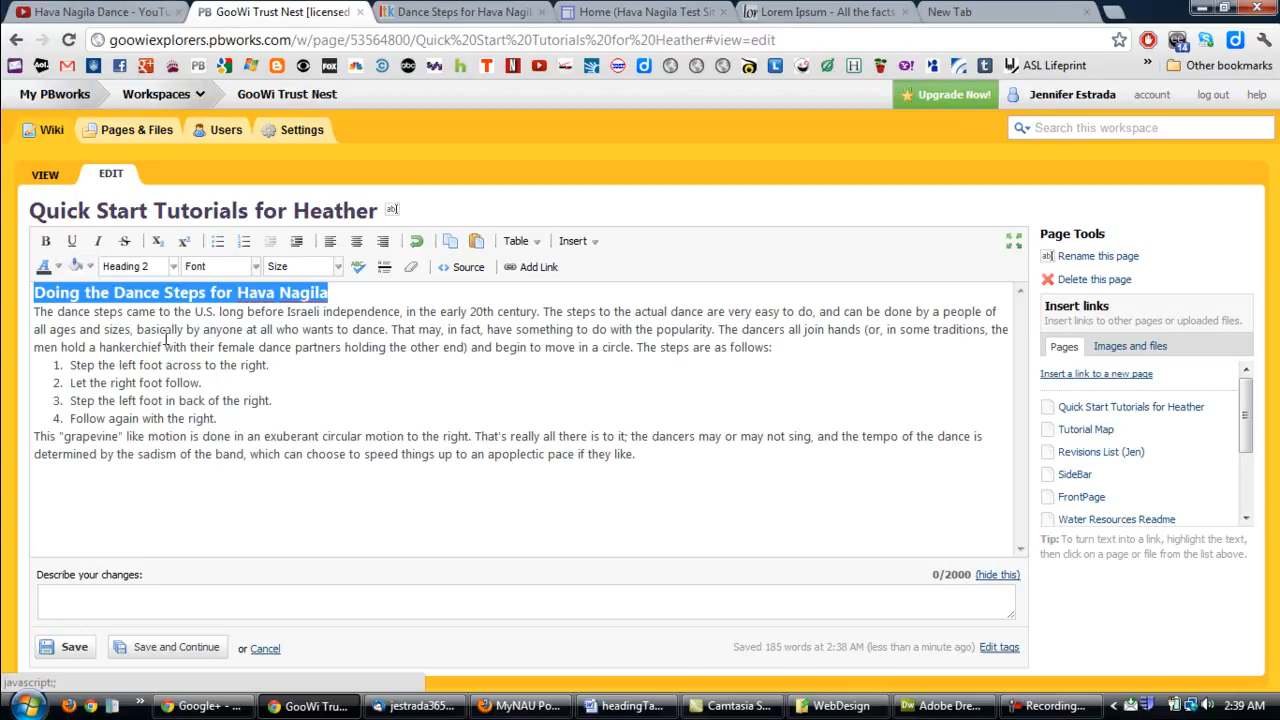 Hava Nagila Dance - YouTu
GooWi Trust Nest [licensed
Dance Steps for Hava Nagil
Home (Hava Nagila Test Sit
Lorem Ipsum - All the facts
New Tab
goowiexplorers.pbworks.com/w/page/53564800/Quick%20Start%20Tutorials%20for%20Heather#view=edit
ASL Lifeprint
Other bookmarks
My PBworks
Workspaces
GooWi Trust Nest
Upgrade Now!
Jennifer Estrada
account
log out
help
Wiki
Pages & Files
Users
Settings
Search this workspace
VIEW
EDIT
Quick Start Tutorials for Heather
Table
Insert
Heading 2
Font
Size
Source
Add Link
Doing the Dance Steps for Hava Nagila
The dance steps came to the U.S. long before Israeli independence, in the early 20th century. The steps to the actual dance are very easy to do, and can be done by a people of
all ages and sizes, basically by anyone at all who wants to dance. That may, in fact, have something to do with the popularity. The dancers all join hands (or, in some traditions, the
men hold a hankerchief with their female dance partners holding the other end) and begin to move in a circle. The steps are as follows:
1. Step the left foot across to the right.
2. Let the right foot follow.
3. Step the left foot in back of the right.
4. Follow again with the right.
This "grapevine" like motion is done in an exuberant circular motion to the right. That's really all there is to it; the dancers may or may not sing, and the tempo of the dance is
determined by the sadism of the band, which can choose to speed things up to an apoplectic pace if they like.
Page Tools
Rename this page
Delete this page
Insert links
Insert links to other pages or uploaded files.
Pages
Images and files
Insert a link to a new page
Quick Start Tutorials for Heather
Tutorial Map
Revisions List (Jen)
SideBar
FrontPage
Water Resources Readme
Tip: To turn text into a link, highlight the text,
then click on a page or file from the list above.
Describe your changes:
0/2000 (hide this)
Save
Save and Continue
or Cancel
Saved 185 words at 2:38 AM (less than a minute ago)
Edit tags
javascript:;
Google+ - ...
GooWi Tru...
jestrada365...
MyNAU Po...
headingTa...
Camtasia S...
WebDesign
Adobe Dre...
Recording...
2:39 AM